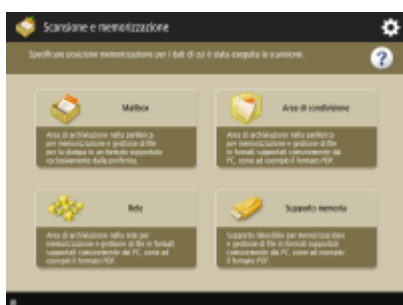 Scansione e memorizzazione
Specificare posizione memorizzazione per i dati di cui è stata eseguita la scansione.
?
Mailbox
Area di archiviazione nella periferica
per memorizzazione e gestione di file
per la stampa in un formato supportato
esclusivamente dalla periferica.
Area di condivisione
Area di archiviazione nella periferica
per memorizzazione e gestione di file
in formati supportati comunemente dai
PC, come ad esempio il formato PDF.
Rete
Area di archiviazione nella rete per
memorizzazione e gestione di file in formati
supportati comunemente dai PC, come ad
esempio il formato PDF.
Supporto memoria
Supporto rimovibile per memorizzazione
e gestione di file in formati supportati
comunemente dai PC, come ad esempio
il formato PDF.